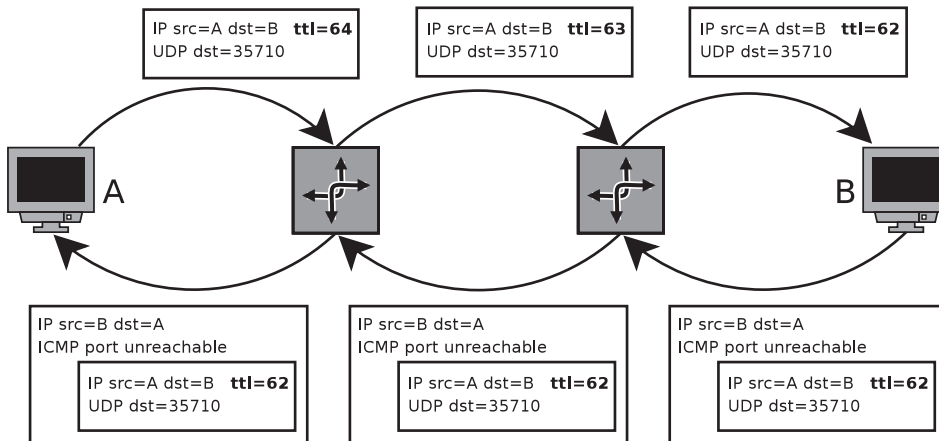 IP src=A dst=B ttl=64
UDP dst=35710
IP src=A dst=B ttl=63
UDP dst=35710
IP src=A dst=B ttl=62
UDP dst=35710
A
B
IP src=B dst=A
ICMP port unreachable
IP src=A dst=B ttl=62
UDP dst=35710
IP src=B dst=A
ICMP port unreachable
IP src=A dst=B ttl=62
UDP dst=35710
IP src=B dst=A
ICMP port unreachable
IP src=A dst=B ttl=62
UDP dst=35710